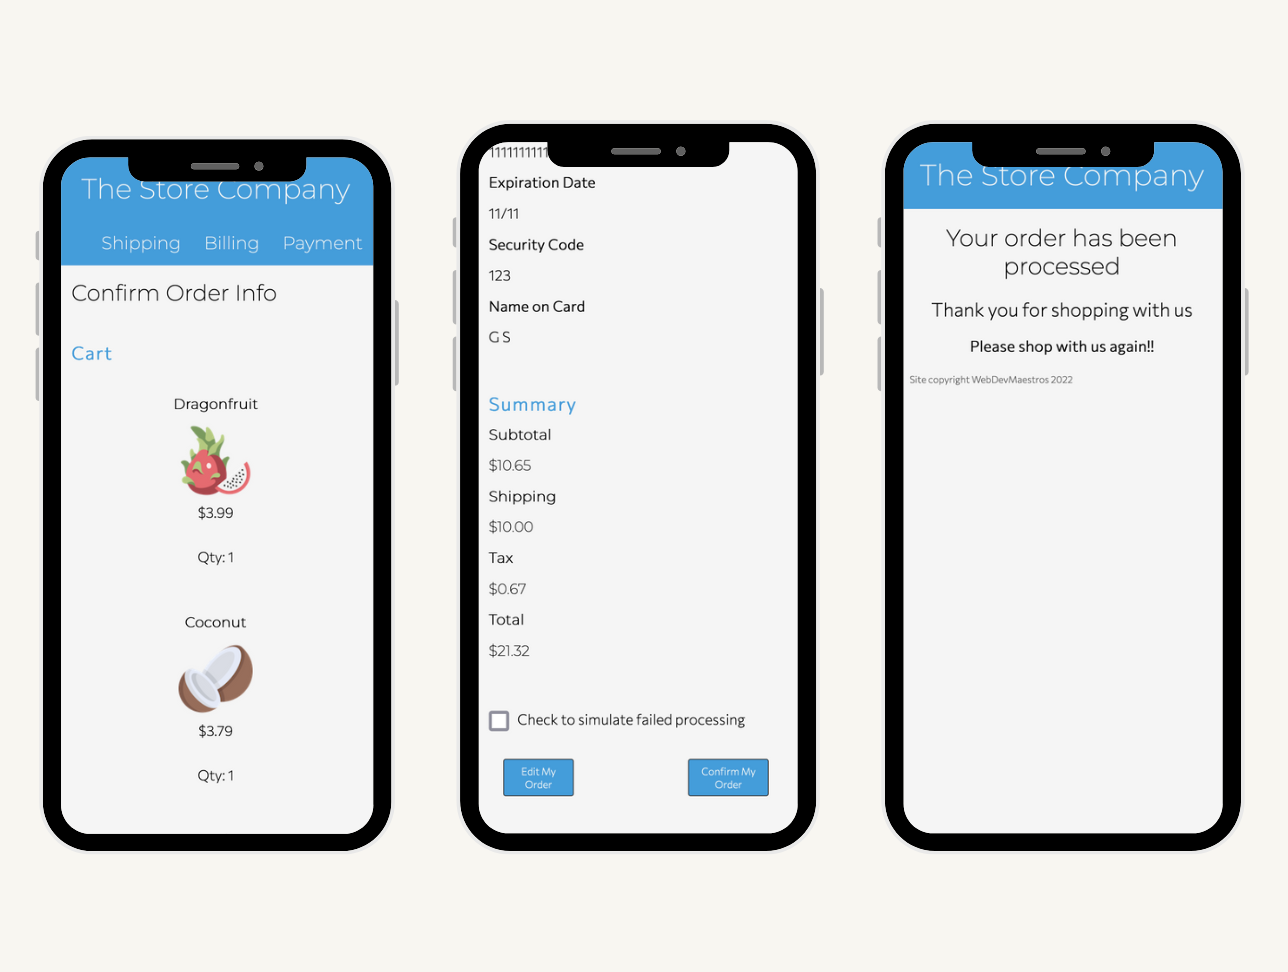 The Store Company
Shipping Billing Payment
Confirm Order Info
Cart
Dragonfruit
$3.99
Qty: 1
Coconut
$3.79
Qty: 1
Expiration Date
11/11
Security Code
123
Name on Card
G S
Summary
Subtotal
$10.65
Shipping
$10.00
Tax
$0.67
Total
$21.32
Check to simulate failed processing
Edit My
Order
Confirm My
Order
The Store Company
Your order has been
processed
Thank you for shopping with us
Please shop with us again!!
Site copyright WebDevMaestros 2022